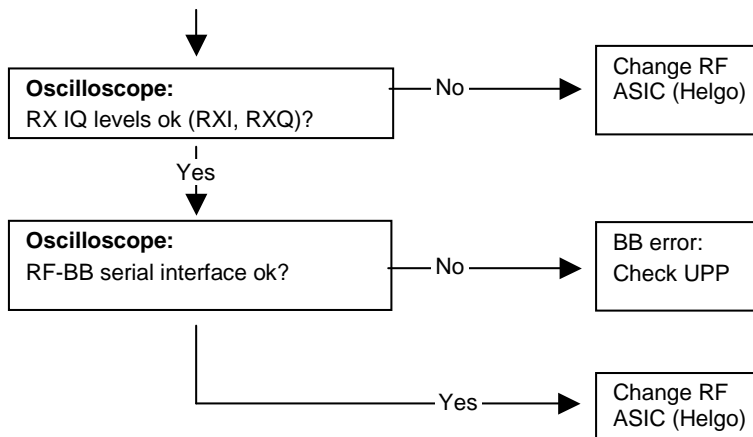 Oscilloscope:
RX IQ levels ok (RXI, RXQ)?
No
Change RF
ASIC (Helgo)
Yes
Oscilloscope:
RF-BB serial interface ok?
No
BB error:
Check UPP
Yes
Change RF
ASIC (Helgo)